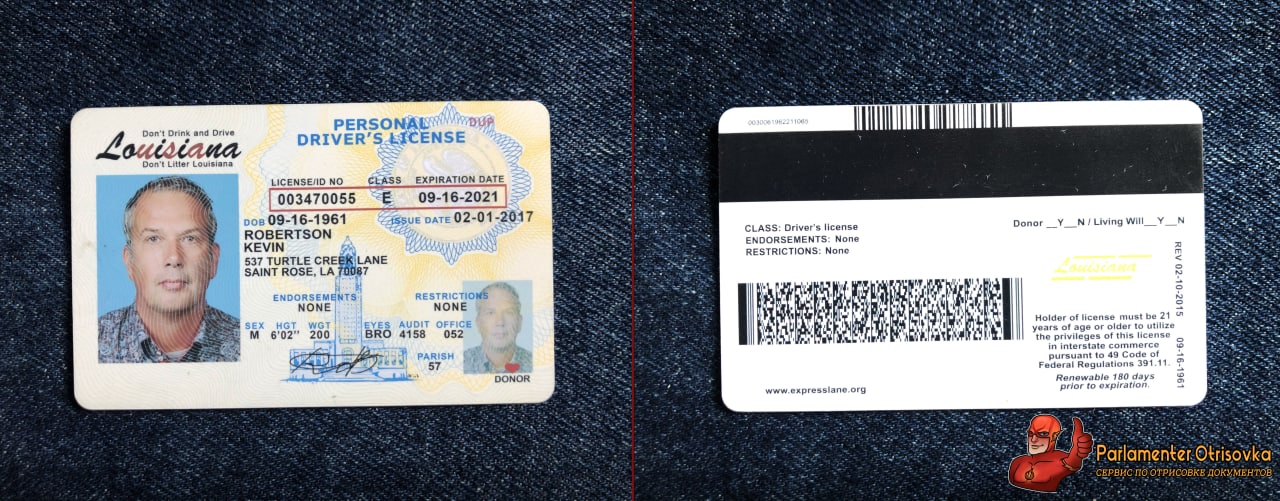 Don't Drink and Drive
Louisiana
Don't Litter Louisiana
PERSONAL DUP
DRIVER'S LICENSE
LICENSE/ID NO CLASS EXPIRATION DATE
003470055 E 09-16-2021
DOB 09-16-1961 ISSUE DATE 02-01-2017
ROBERTSON
KEVIN
537 TURTLE CREEK LANE
SAINT ROSE, LA 70087
ENDORSEMENTS RESTRICTIONS
NONE NONE
SEX HGT WGT EYES AUDIT OFFICE
M 6'02" 200 BRO 4158 052
PARISH
57
DONOR
0030061962211065
CLASS: Driver's license
ENDORSEMENTS: None
RESTRICTIONS: None
Donor __Y__N / Living Will__Y__N
Louisiana
REV 02-10-2015 09-16-1961
Holder of license must be 21
years of age or older to utilize
the privileges of this license
in interstate commerce
pursuant to 49 Code of
Federal Regulations 391.11.
Renewable 180 days
prior to expiration.
www.expresslane.org
Parlamenter Otrisovka
СЕРВИС ПО ОТРИСОВКЕ ДОКУМЕНТОВ